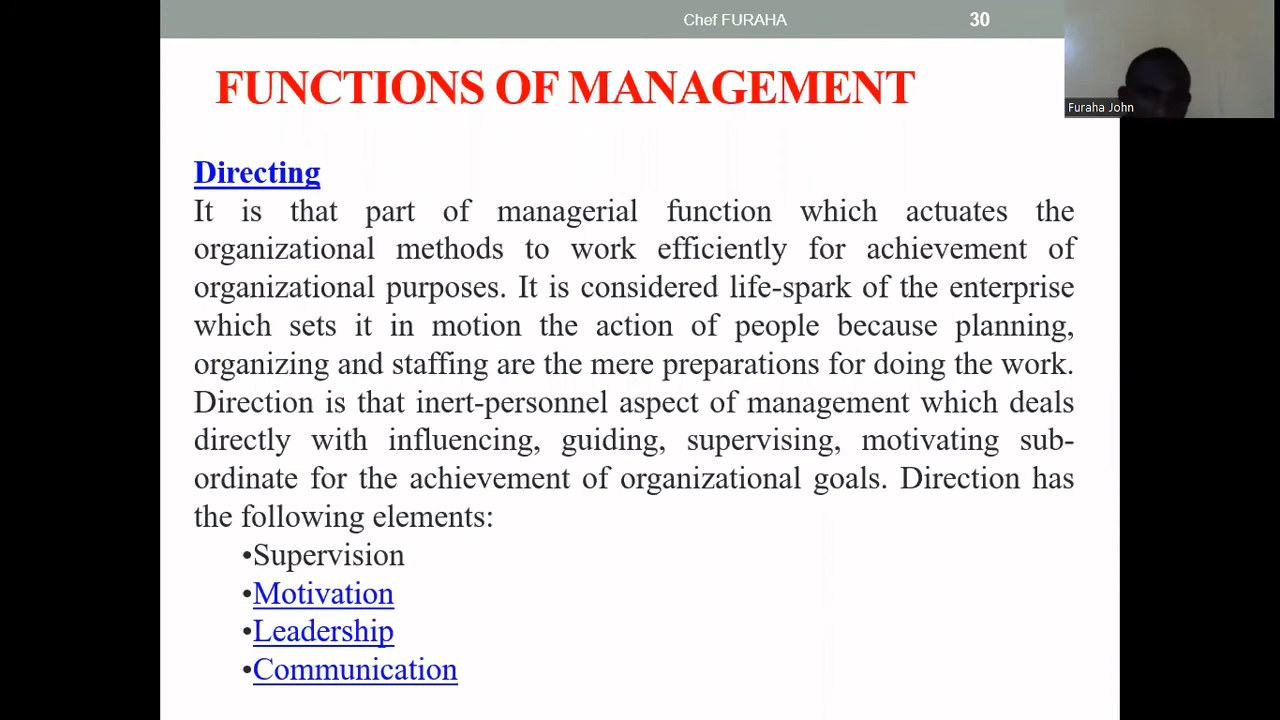 Chef FURAHA
30
Furaha John
FUNCTIONS OF MANAGEMENT
Directing
It is that part of managerial function which actuates the
organizational methods to work efficiently for achievement of
organizational purposes. It is considered life-spark of the enterprise
which sets it in motion the action of people because planning,
organizing and staffing are the mere preparations for doing the work.
Direction is that inert-personnel aspect of management which deals
directly with influencing, guiding, supervising, motivating sub-
ordinate for the achievement of organizational goals. Direction has
the following elements:
•Supervision
•Motivation
•Leadership
•Communication